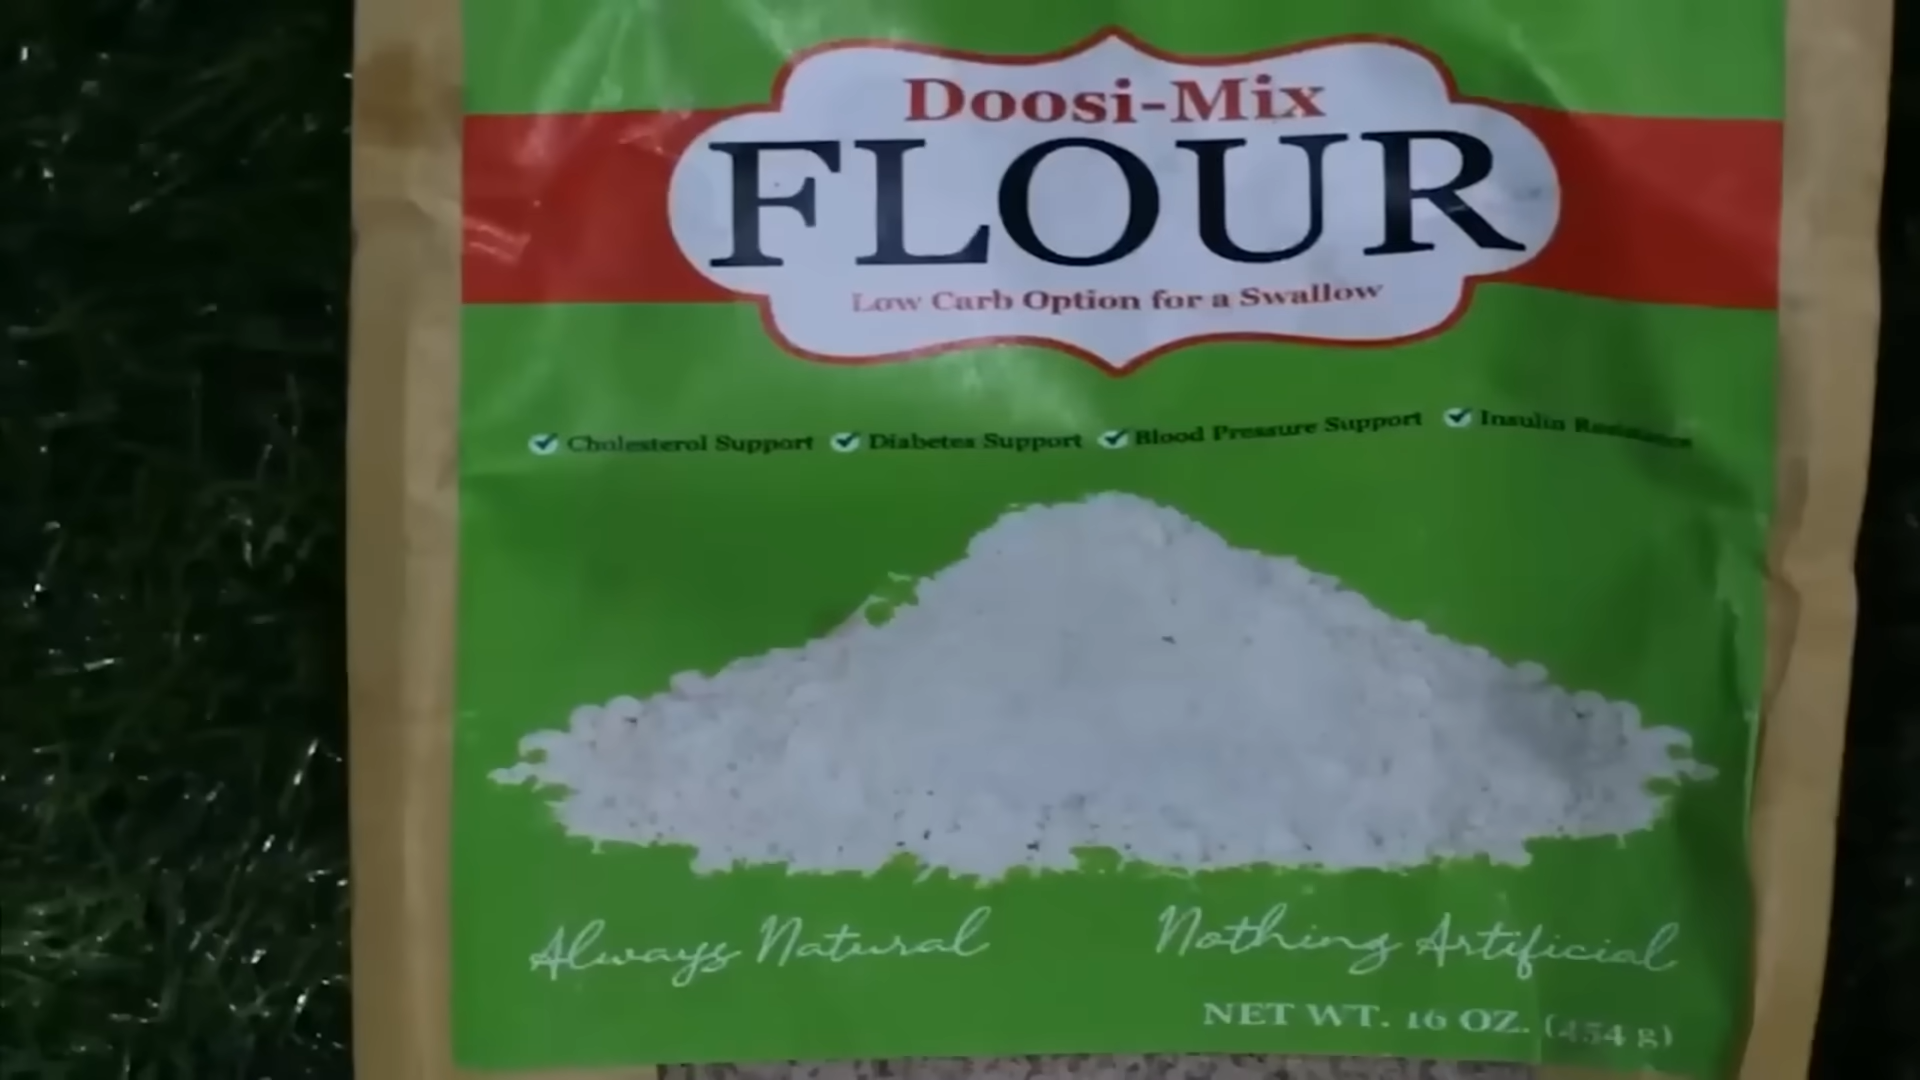 Doosi-Mix
FLOUR
Low Carb Option for a Swallow
Cholesterol Support Diabetes Support Blood Pressure Support Insulin
Always Natural Nothing Artificial
NET WT. 16 OZ. (454 g)